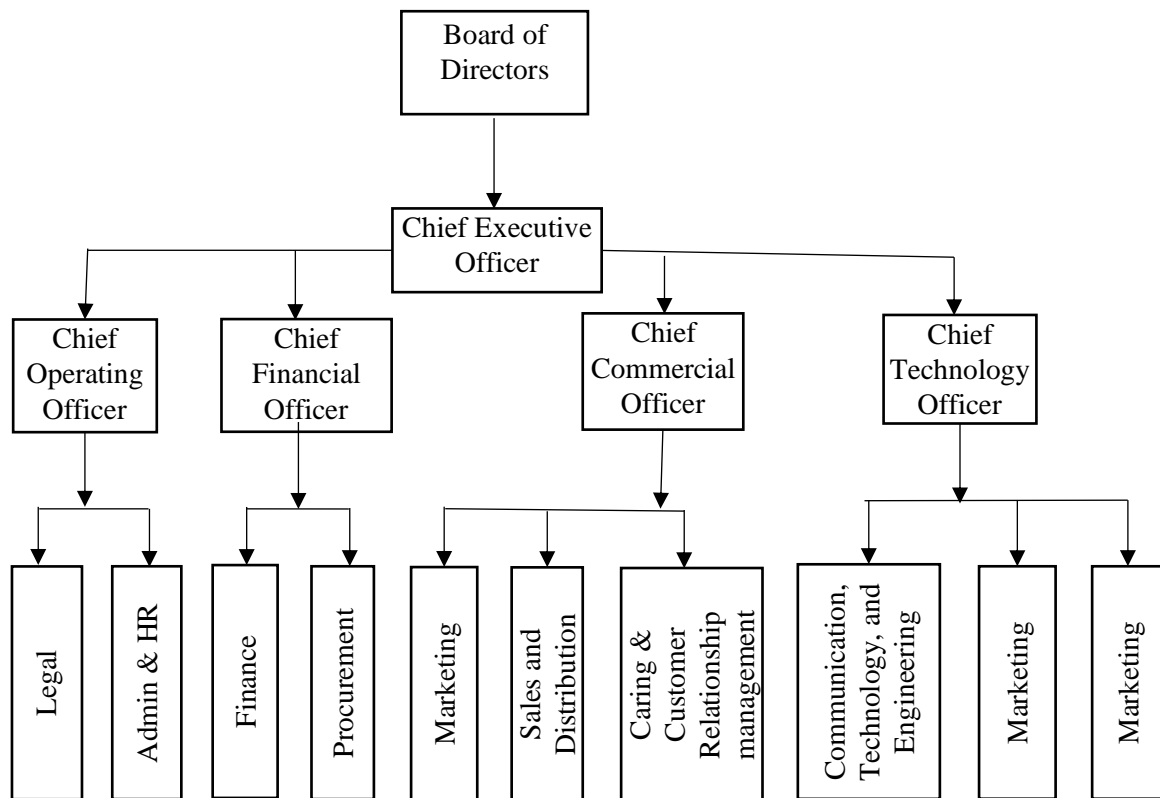 Board of
Directors
Chief Executive
Officer
Chief
Operating
Officer
Chief
Financial
Officer
Chief
Commercial
Officer
Chief
Technology
Officer
Legal
Admin & HR
Finance
Procurement
Marketing
Sales and
Distribution
Caring &
Customer
Relationship
management
Communication,
Technology, and
Engineering
Marketing
Marketing